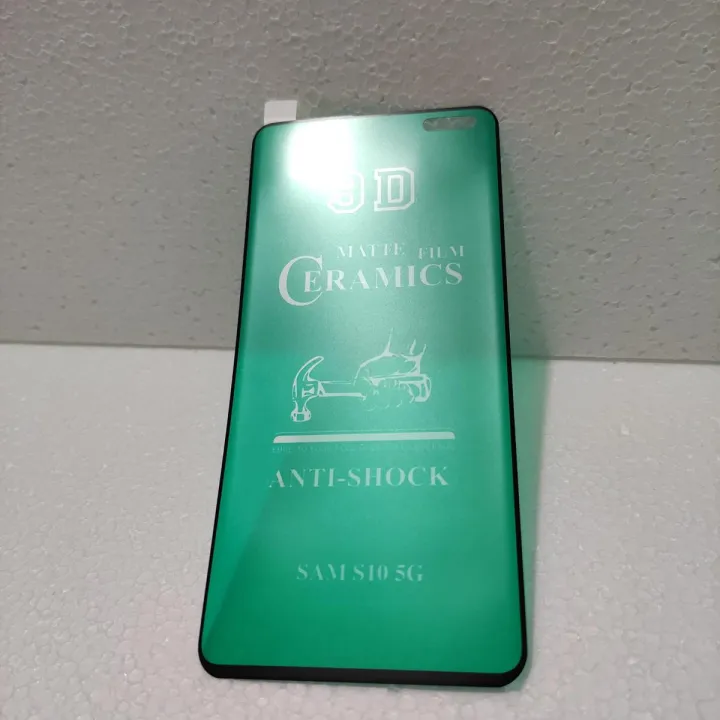 9D
MATTE FILM
CERAMICS
ANTI-SHOCK
SAM S10 5G